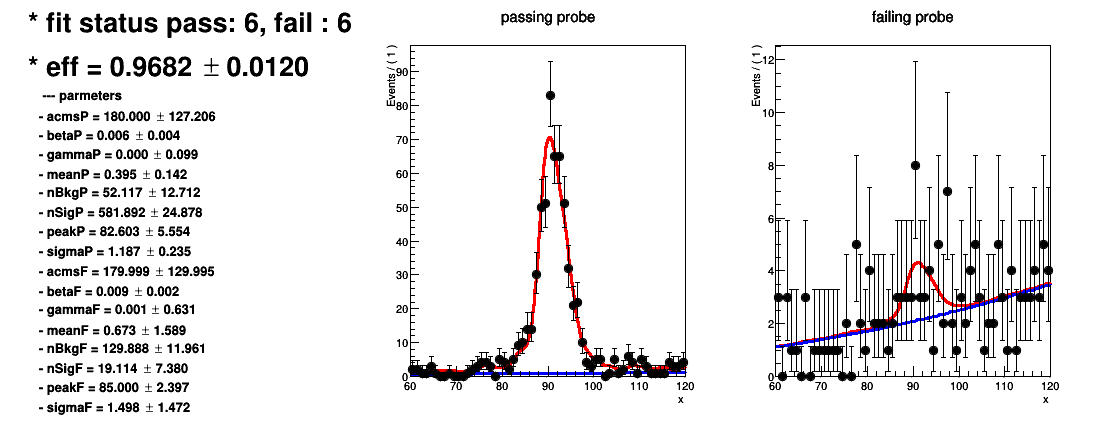 * fit status pass: 6, fail : 6
* eff = 0.9682 ± 0.0120
--- parmeters
- acmsP = 180.000 ± 127.206
- betaP = 0.006 ± 0.004
- gammaP = 0.000 ± 0.099
- meanP = 0.395 ± 0.142
- nBkgP = 52.117 ± 12.712
- nSigP = 581.892 ± 24.878
- peakP = 82.603 ± 5.554
- sigmaP = 1.187 ± 0.235
- acmsF = 179.999 ± 129.995
- betaF = 0.009 ± 0.002
- gammaF = 0.001 ± 0.631
- meanF = 0.673 ± 1.589
- nBkgF = 129.888 ± 11.961
- nSigF = 19.114 ± 7.380
- peakF = 85.000 ± 2.397
- sigmaF = 1.498 ± 1.472
passing probe
Events / ( 1 )
90
80
70
60
50
40
30
20
10
0
60 70 80 90 100 110 120
x
failing probe
Events / ( 1 )
12
10
8
6
4
2
0
60 70 80 90 100 110 120
x